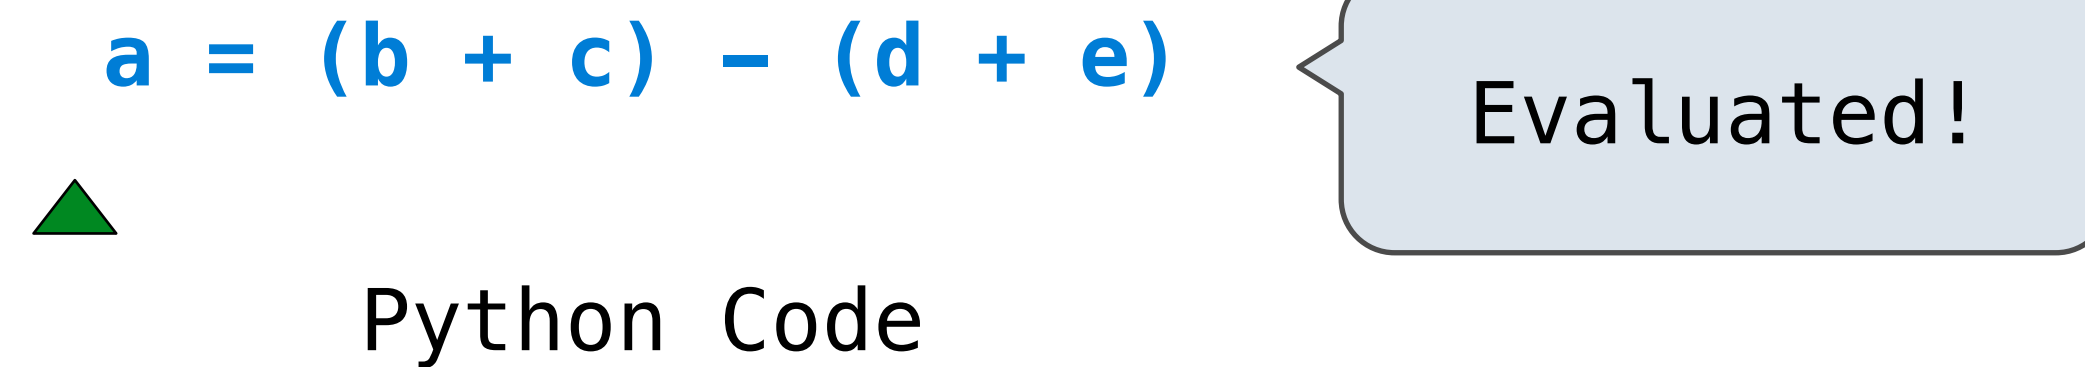 a = (b + c) − (d + e)
Evaluated!
Python Code